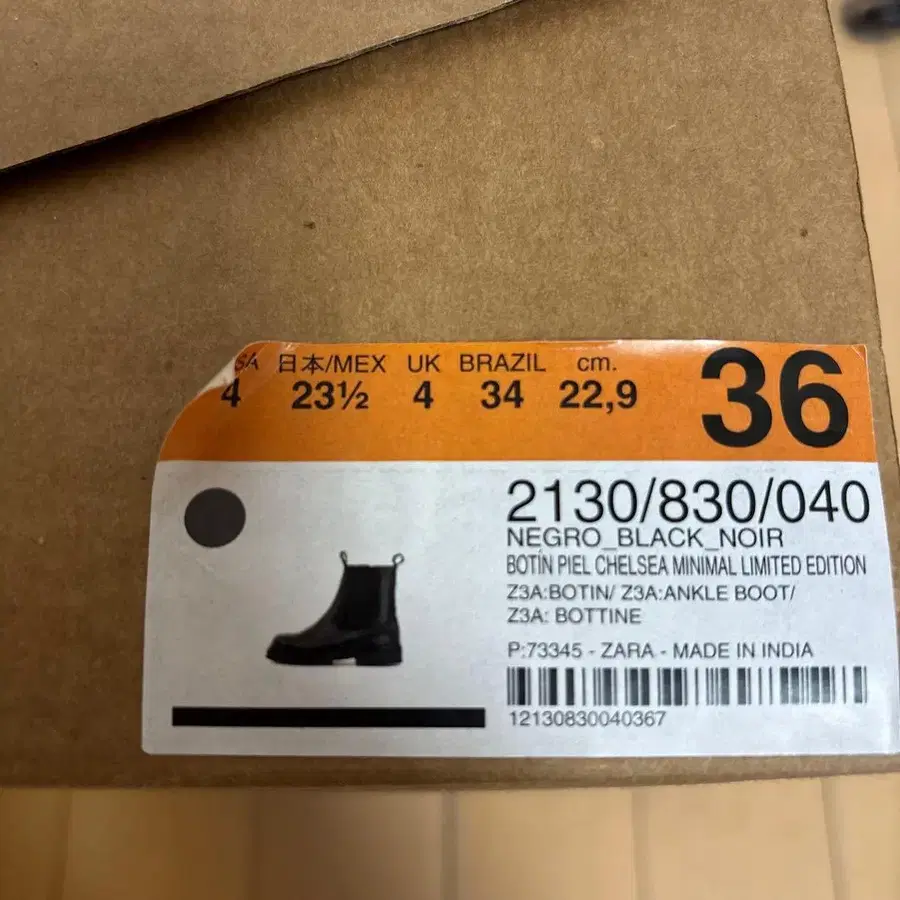 SA 日本/MEX UK BRAZIL cm.
4 23½ 4 34 22,9
36
2130/830/040
NEGRO_BLACK_NOIR
BOTÍN PIEL CHELSEA MINIMAL LIMITED EDITION
Z3A:BOTIN/ Z3A:ANKLE BOOT/
Z3A: BOTTINE
P:73345 - ZARA - MADE IN INDIA
12130830040367